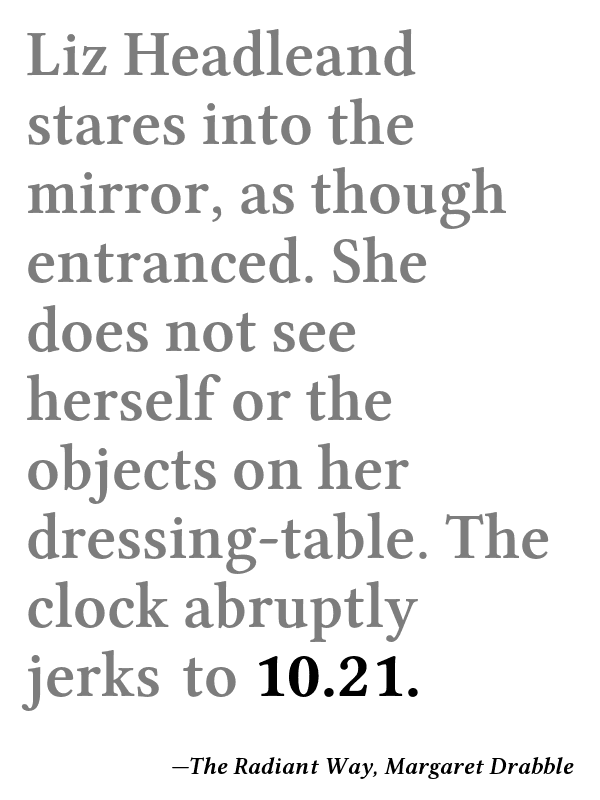 Liz Headleand
stares into the
mirror, as though
entranced. She
does not see
herself or the
objects on her
dressing-table. The
clock abruptly
jerks to 10.21.
—The Radiant Way, Margaret Drabble